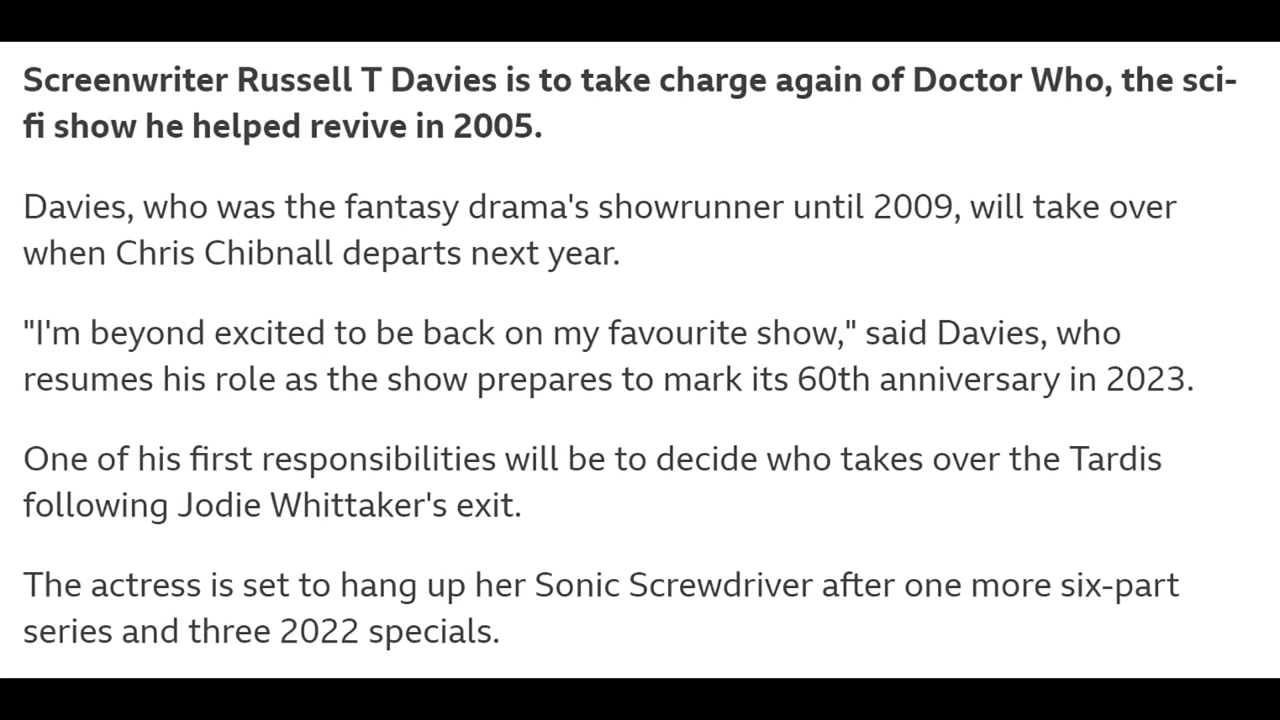 Screenwriter Russell T Davies is to take charge again of Doctor Who, the sci-
fi show he helped revive in 2005.
Davies, who was the fantasy drama's showrunner until 2009, will take over
when Chris Chibnall departs next year.
"I'm beyond excited to be back on my favourite show," said Davies, who
resumes his role as the show prepares to mark its 60th anniversary in 2023.
One of his first responsibilities will be to decide who takes over the Tardis
following Jodie Whittaker's exit.
The actress is set to hang up her Sonic Screwdriver after one more six-part
series and three 2022 specials.